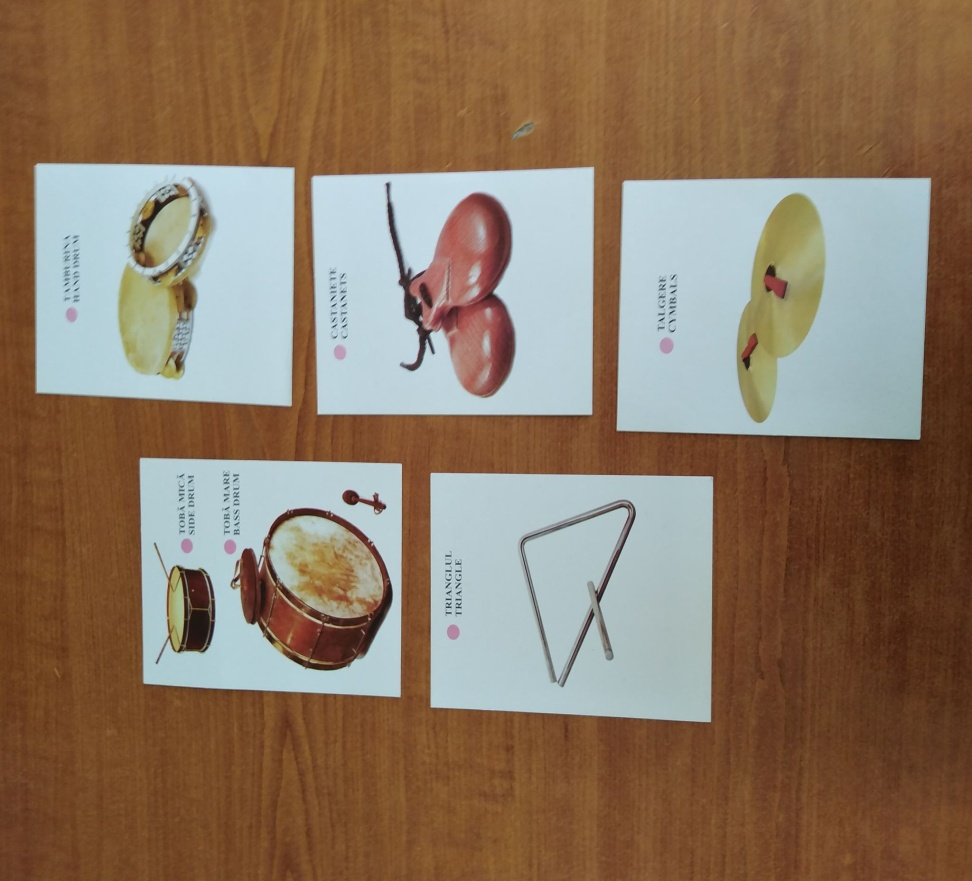 TAMBURINA
HAND DRUM
CASTANIETE
CASTANETS
TALGERE
CYMBALS
TOBĂ MICĂ
SIDE DRUM
TOBĂ MARE
BASS DRUM
TRIANGLUL
TRIANGLE